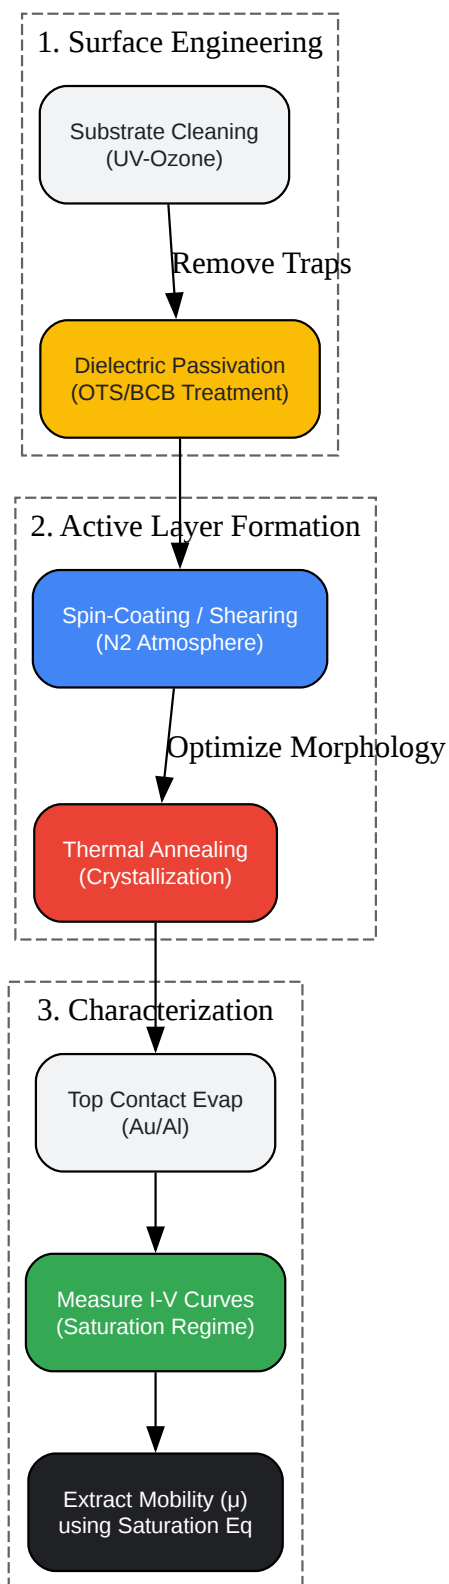 1. Surface Engineering
Substrate Cleaning
(UV-Ozone)
Remove Traps
Dielectric Passivation
(OTS/BCB Treatment)
2. Active Layer Formation
Spin-Coating / Shearing
(N2 Atmosphere)
Optimize Morphology
Thermal Annealing
(Crystallization)
3. Characterization
Top Contact Evap
(Au/Al)
Measure I-V Curves
(Saturation Regime)
Extract Mobility (μ)
using Saturation Eq